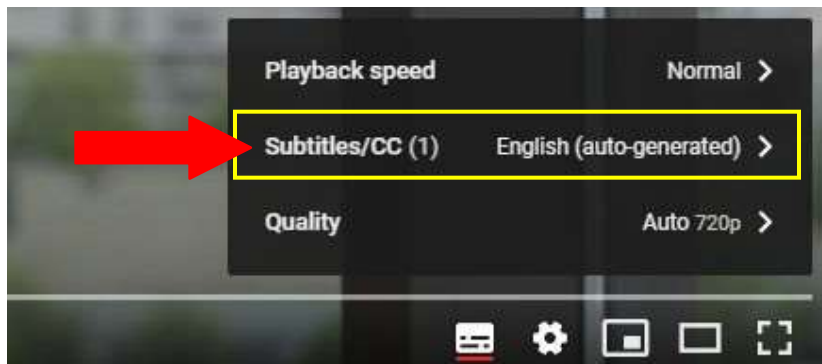 Playback speed Normal
Subtitles/CC (1) English (auto-generated)
Quality Auto 720p